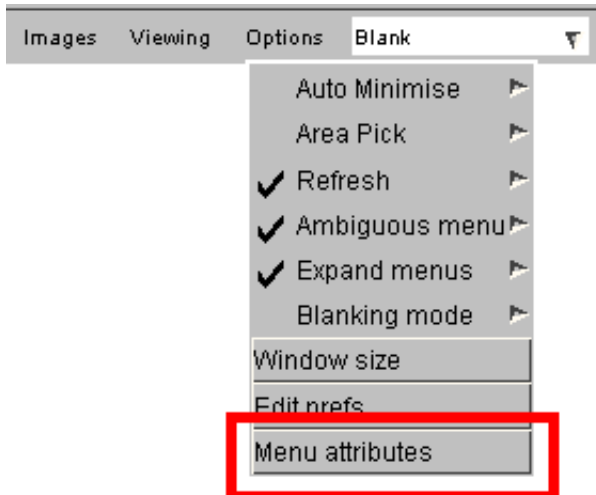 Images Viewing Options Blank
Auto Minimise
Area Pick
Refresh
Ambiguous menu
Expand menus
Blanking mode
Window size
Edit prefs
Menu attributes